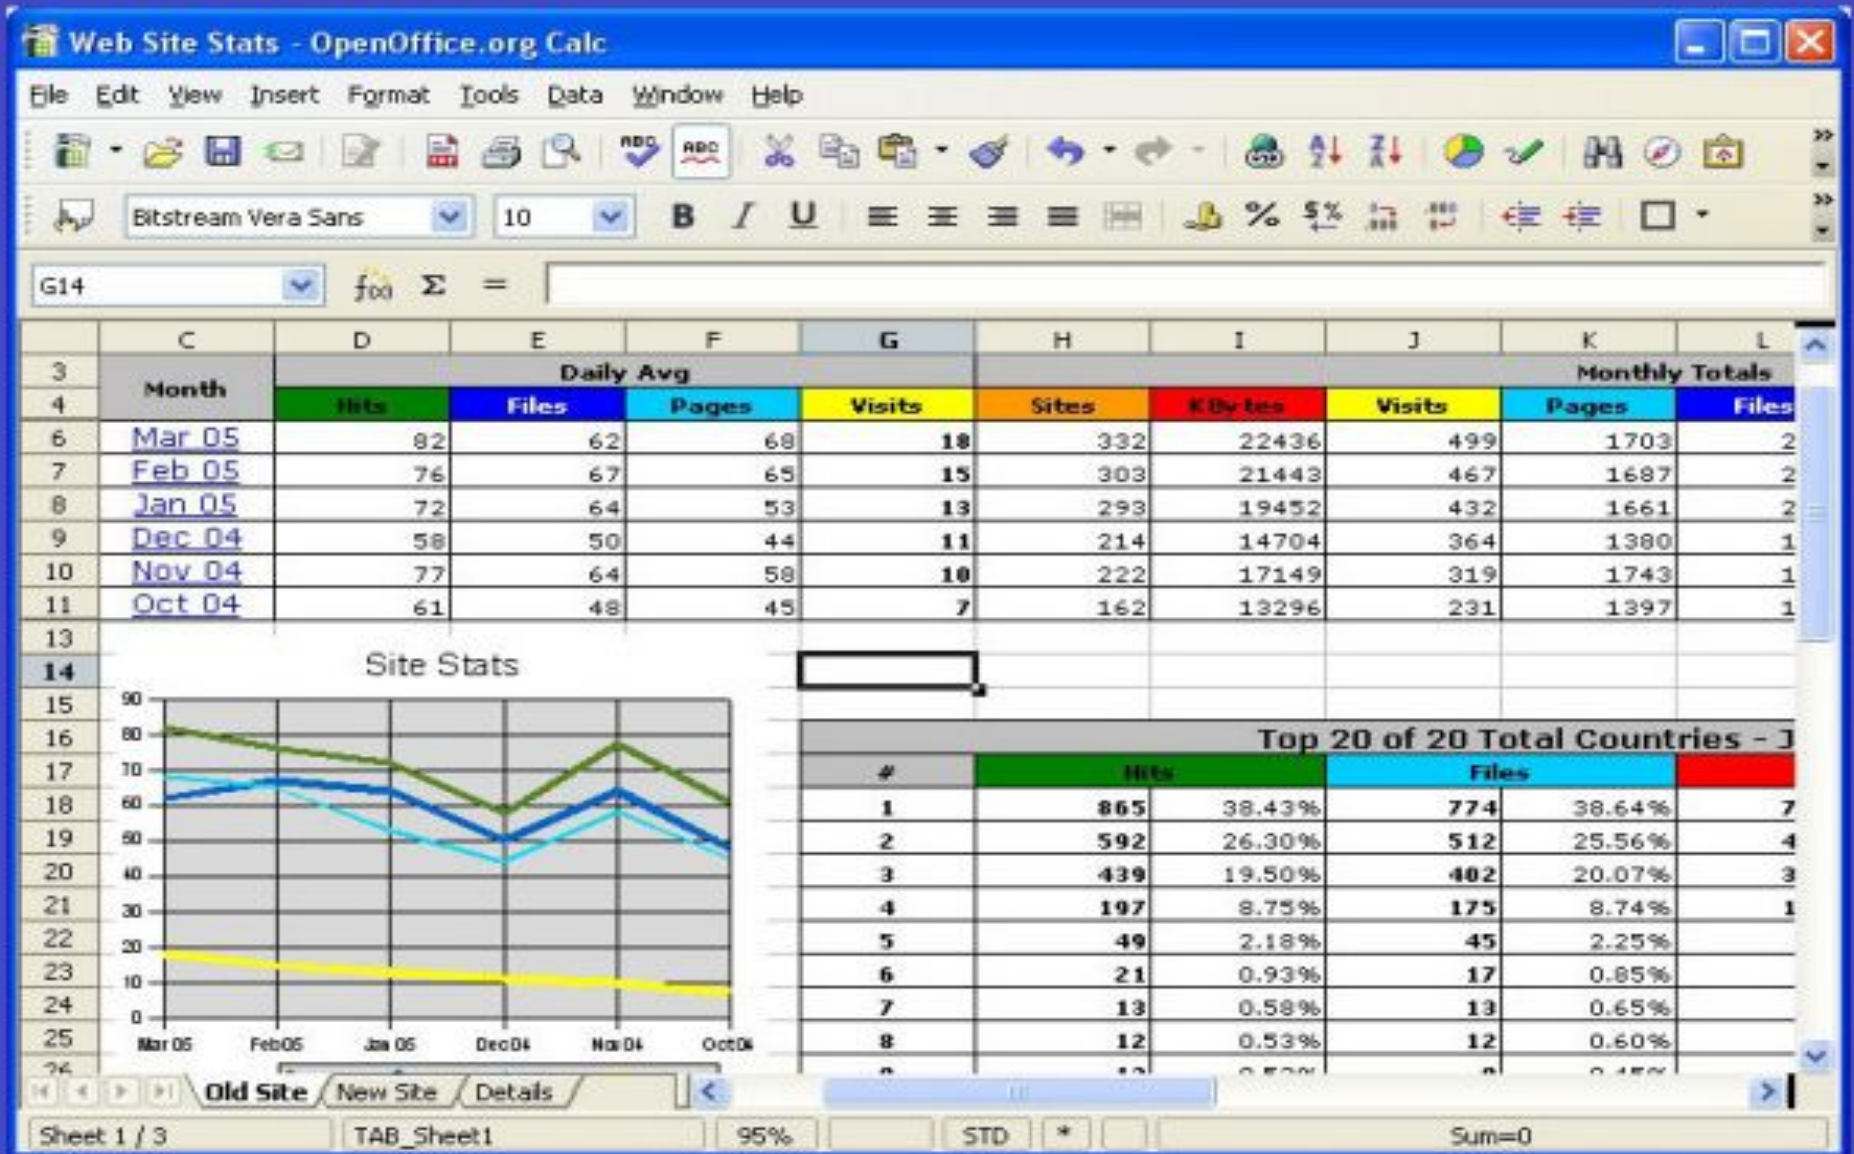 Web Site Stats - OpenOffice.org Calc
File Edit View Insert Format Tools Data Window Help
Bitstream Vera Sans 10 B I U
G14 f(x) Σ =
C D E F G H I J K L
3 Month Daily Avg Monthly Totals
4 Hits Files Pages Visits Sites KBytes Visits Pages Files
6 Mar 05 82 62 68 18 332 22436 499 1703 2
7 Feb 05 76 67 65 15 303 21443 467 1687 2
8 Jan 05 72 64 53 13 293 19452 432 1661 2
9 Dec 04 58 50 44 11 214 14704 364 1380 1
10 Nov 04 77 64 58 10 222 17149 319 1743 1
11 Oct 04 61 48 45 7 162 13296 231 1397 1
13
14
15
16 Top 20 of 20 Total Countries - J
17 # Hits Files
18 1 865 38.43% 774 38.64% 7
19 2 592 26.30% 512 25.56% 4
20 3 439 19.50% 402 20.07% 3
21 4 197 8.75% 175 8.74% 1
22 5 49 2.18% 45 2.25%
23 6 21 0.93% 17 0.85%
24 7 13 0.58% 13 0.65%
25 8 12 0.53% 12 0.60%
26
Site Stats
90
80
70
60
50
40
30
20
10
0
Mar 05 Feb 05 Jan 05 Dec 04 Nov 04 Oct 04
Old Site New Site Details
Sheet 1 / 3 TAB_Sheet1 95% STD * Sum=0